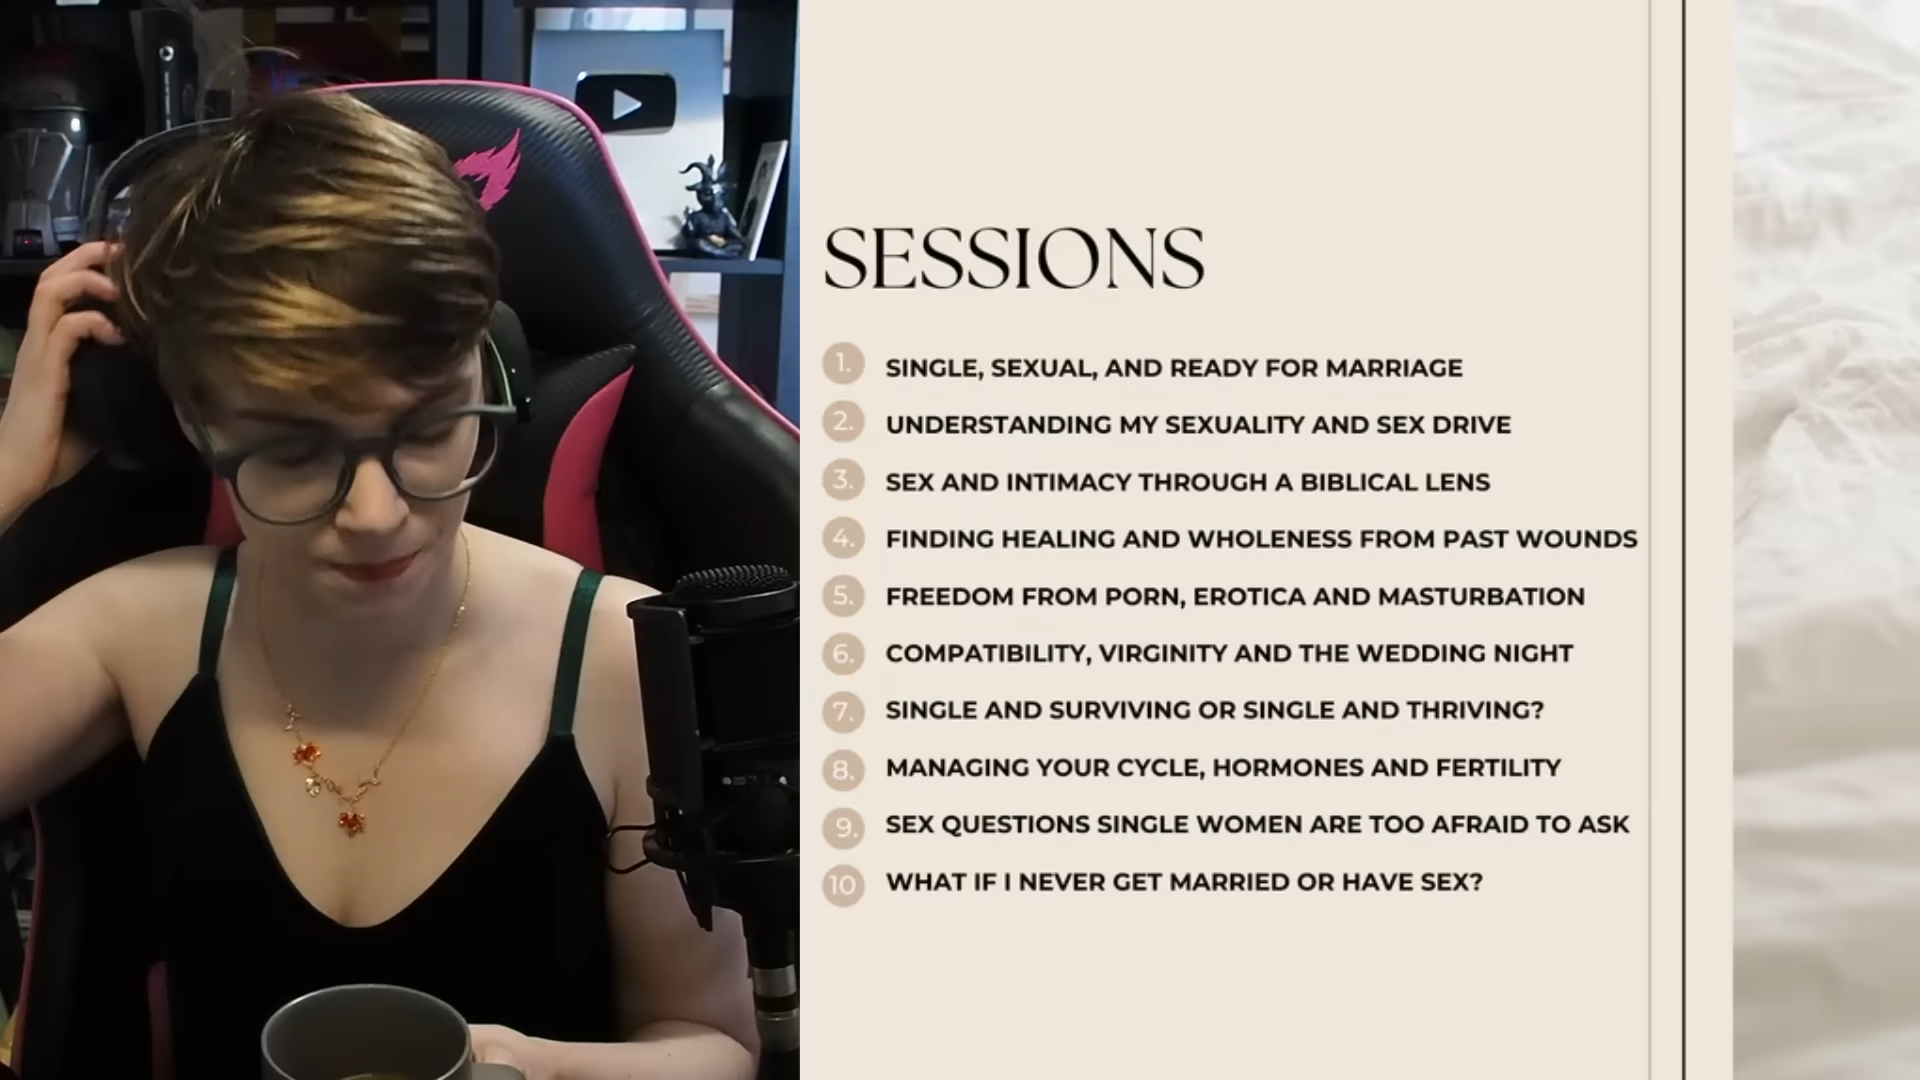 SESSIONS
1. SINGLE, SEXUAL, AND READY FOR MARRIAGE
2. UNDERSTANDING MY SEXUALITY AND SEX DRIVE
3. SEX AND INTIMACY THROUGH A BIBLICAL LENS
4. FINDING HEALING AND WHOLENESS FROM PAST WOUNDS
5. FREEDOM FROM PORN, EROTICA AND MASTURBATION
6. COMPATIBILITY, VIRGINITY AND THE WEDDING NIGHT
7. SINGLE AND SURVIVING OR SINGLE AND THRIVING?
8. MANAGING YOUR CYCLE, HORMONES AND FERTILITY
9. SEX QUESTIONS SINGLE WOMEN ARE TOO AFRAID TO ASK
10 WHAT IF I NEVER GET MARRIED OR HAVE SEX?